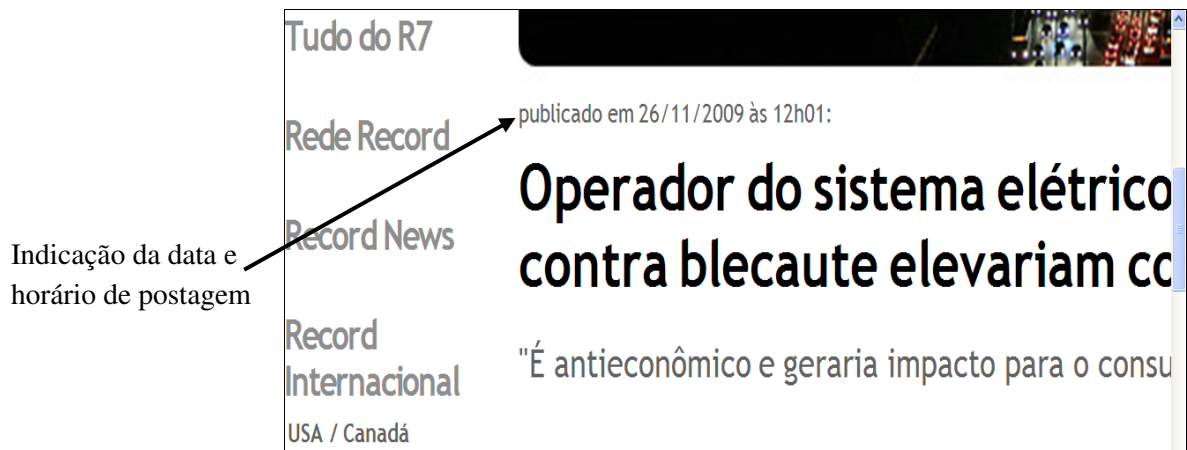 Indicação da data e
horário de postagem
Tudo do R7
Rede Record
Record News
Record
Internacional
USA / Canadá
publicado em 26/11/2009 às 12h01:
Operador do sistema elétrico
contra blecaute elevariam co
"É antieconômico e geraria impacto para o consu